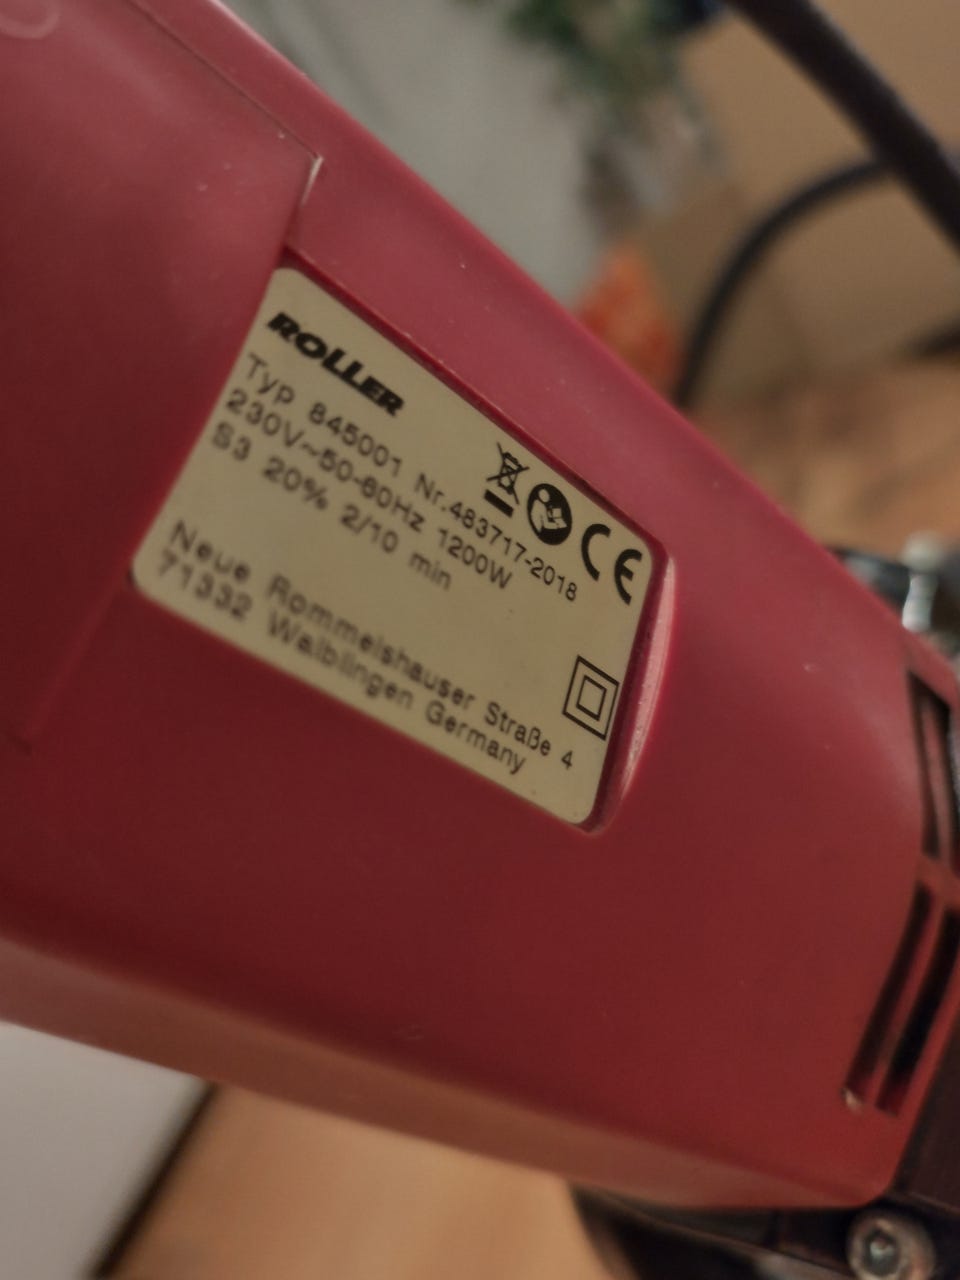 ROLLER
Typ 845001 Nr.483717-2018
230V~50-60Hz 1200W
S3 20% 2/10 min
CE
Neue Rommelshauser Straße 4
71332 Waiblingen Germany